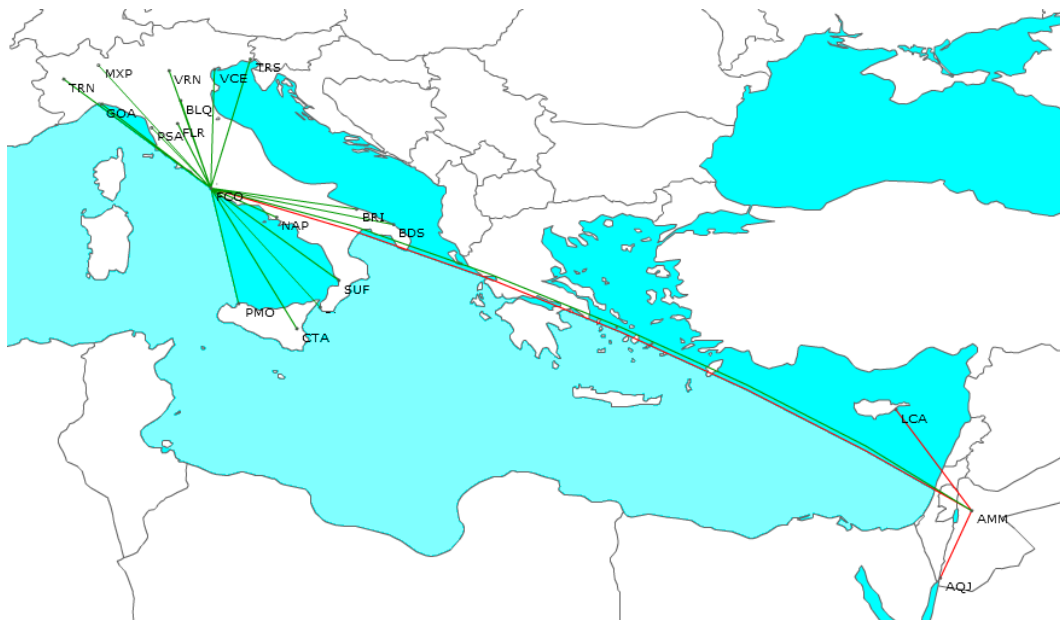 TRS
MXP
VRN
VCE
TRN
BLQ
GOA
FLR
PSA
FCO
BRI
NAP
BDS
SUF
PMO
CTA
LCA
AMM
AQJ